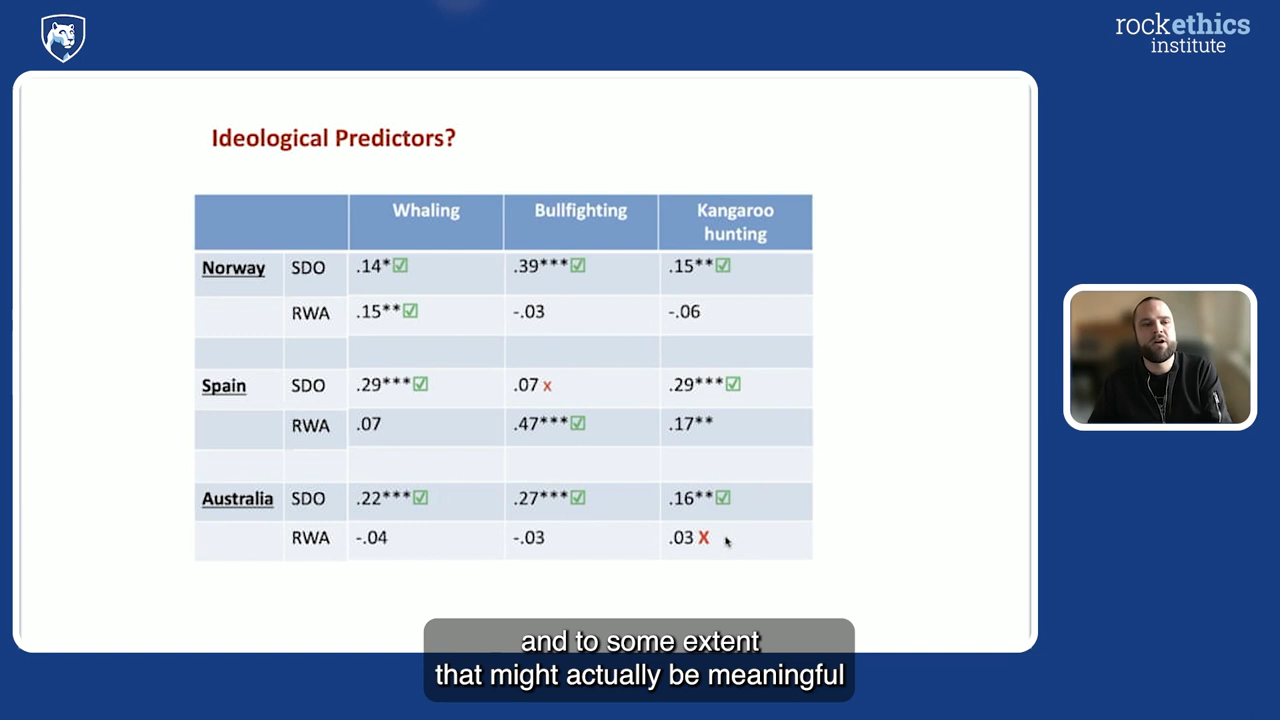 rockethics
institute
Ideological Predictors?
Whaling Bullfighting Kangaroo
hunting
Norway SDO .14*☑ .39***☑ .15**☑
RWA .15**☑ -.03 -.06
Spain SDO .29***☑ .07 x .29***☑
RWA .07 .47***☑ .17**
Australia SDO .22***☑ .27***☑ .16**☑
RWA -.04 -.03 .03 X
and to some extent
that might actually be meaningful